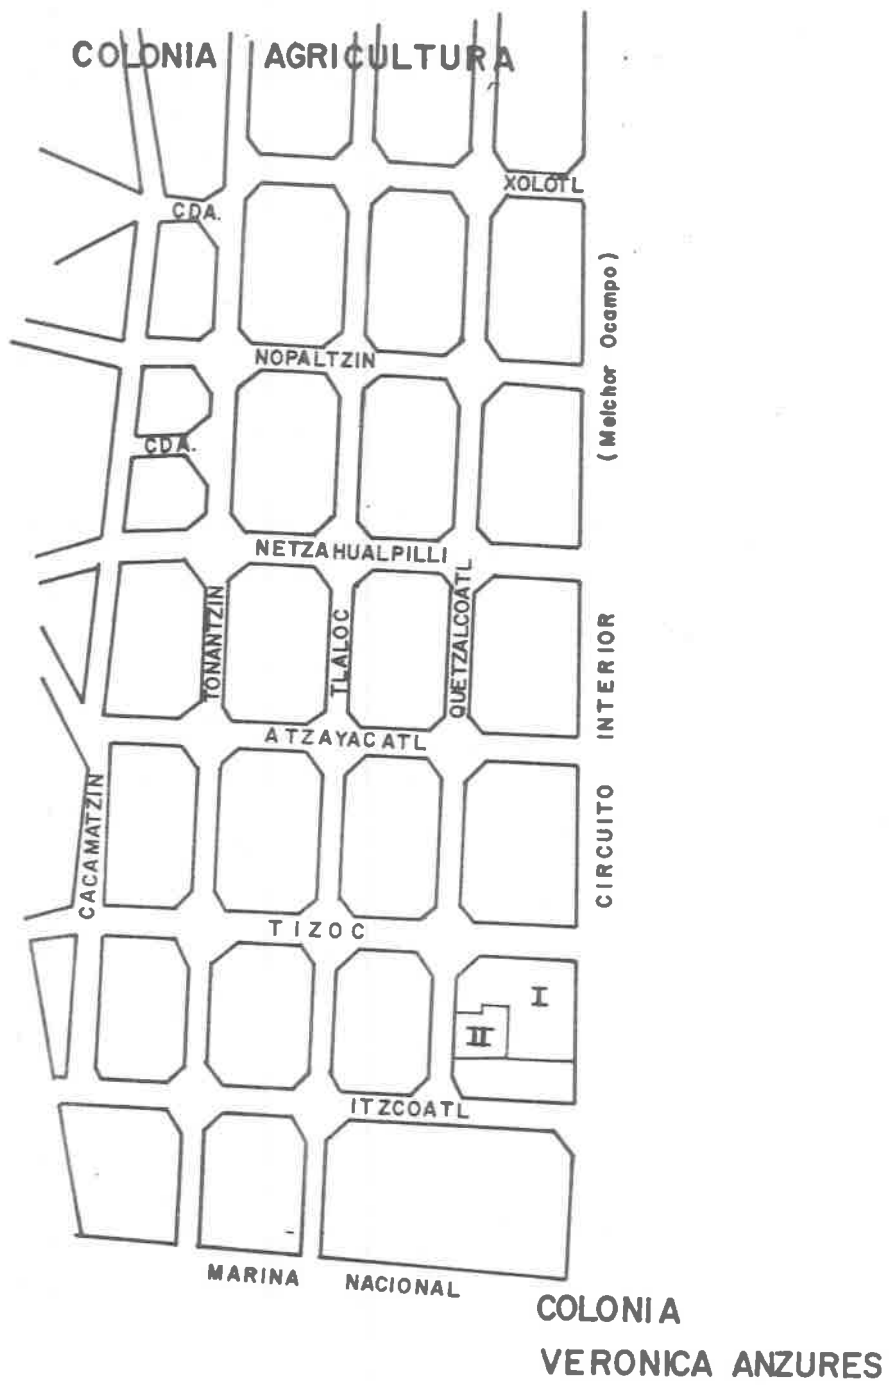 COLONIA AGRICULTURA
XOLOTL
CDA.
(Melchor Ocampo)
NOPALTZIN
CDA.
NETZAHUALPILLI
TONANTZIN
TLALOC
QUETZALCOATL
ATZAYACATL
CIRCUITO INTERIOR
CACAMATZIN
TIZOC
I
II
ITZCOATL
MARINA NACIONAL
COLONIA
VERONICA ANZURES